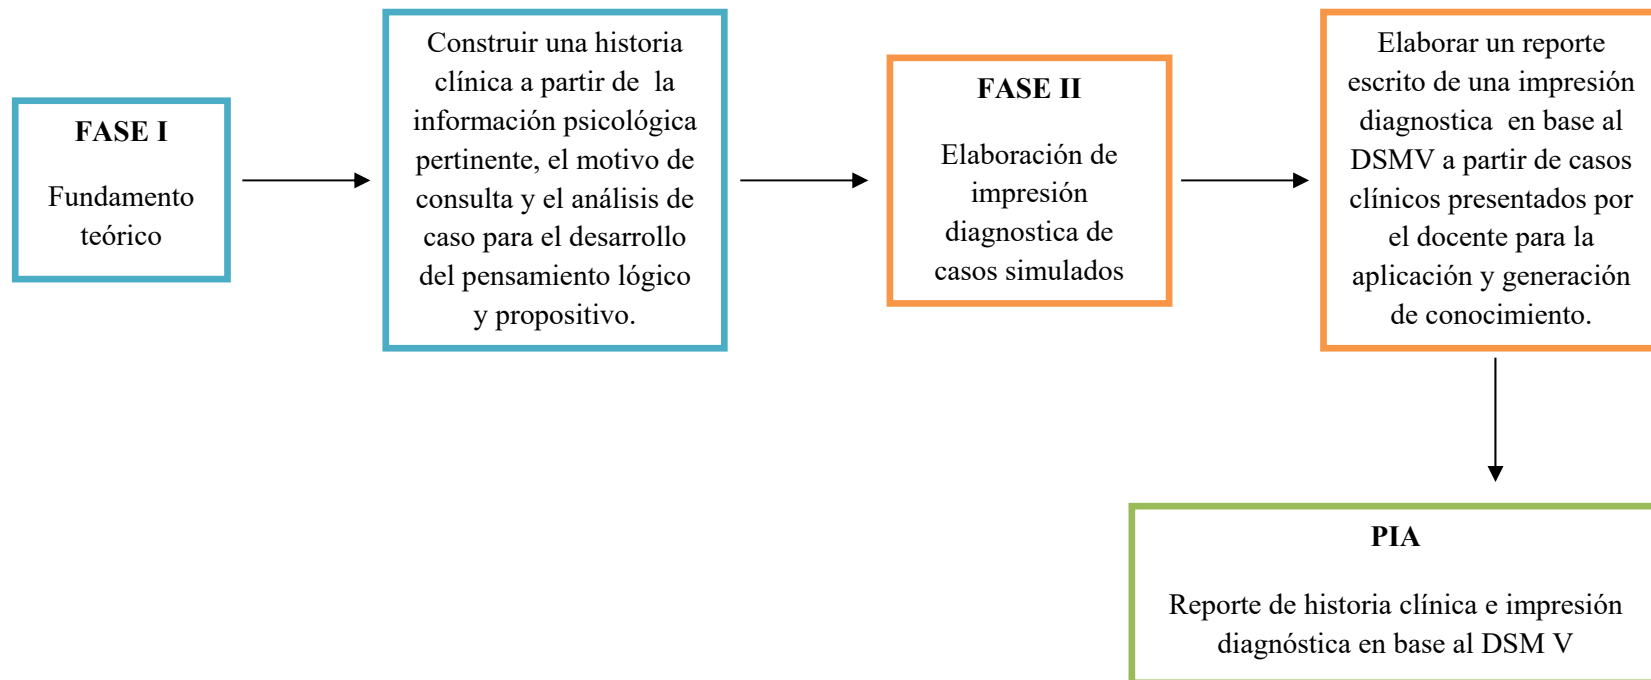 FASE I
Fundamento
teórico
Construir una historia
clínica a partir de la
información psicológica
pertinente, el motivo de
consulta y el análisis de
caso para el desarrollo
del pensamiento lógico
y propositivo.
FASE II
Elaboración de
impresión
diagnostica de
casos simulados
Elaborar un reporte
escrito de una impresión
diagnostica en base al
DSMV a partir de casos
clínicos presentados por
el docente para la
aplicación y generación
de conocimiento.
PIA
Reporte de historia clínica e impresión
diagnóstica en base al DSM V